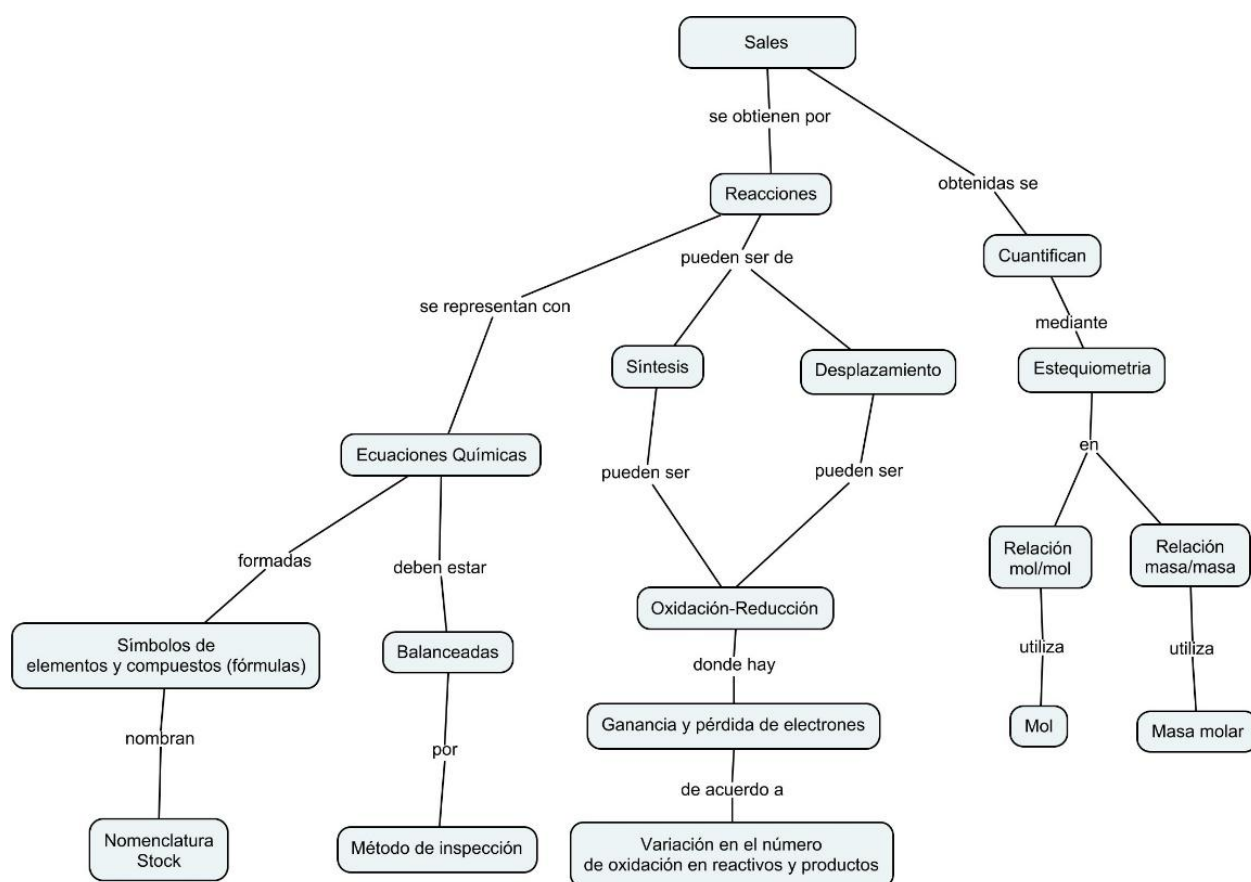 Sales
se obtienen por
obtenidas se
Reacciones
Cuantifican
pueden ser de
se representan con
mediante
Síntesis
Desplazamiento
Estequiometria
Ecuaciones Químicas
pueden ser
pueden ser
en
formadas
deben estar
Relación
mol/mol
Relación
masa/masa
Oxidación-Reducción
Símbolos de
elementos y compuestos (fórmulas)
Balanceadas
donde hay
utiliza
utiliza
nombran
por
Ganancia y pérdida de electrones
Mol
Masa molar
de acuerdo a
Nomenclatura
Stock
Método de inspección
Variación en el número
de oxidación en reactivos y productos